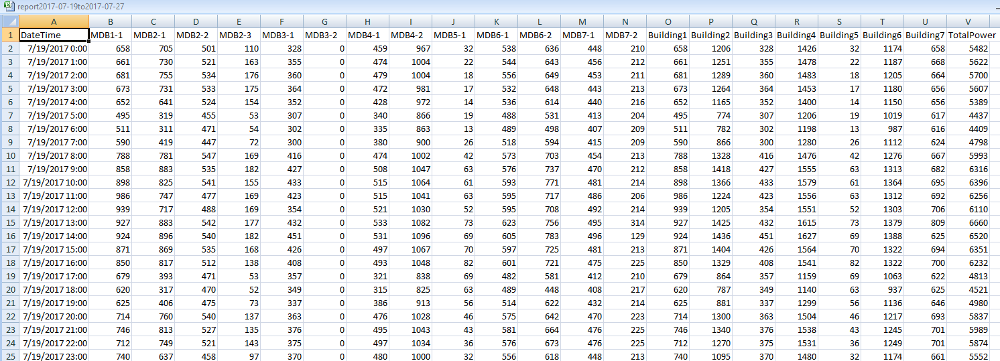 report2017-07-19to2017-07-27
A B C D E F G H I J K L M N O P Q R S T U V
1 DateTime MDB1-1 MDB2-1 MDB2-2 MDB2-3 MDB3-1 MDB3-2 MDB4-1 MDB4-2 MDB5-1 MDB6-1 MDB6-2 MDB7-1 MDB7-2 Building1 Building2 Building3 Building4 Building5 Building6 Building7 TotalPower
2 7/19/2017 0:00 658 705 501 110 328 0 459 967 32 538 636 448 210 658 1206 328 1426 32 1174 658 5482
3 7/19/2017 1:00 661 730 521 163 355 0 474 1004 22 544 643 456 212 661 1251 355 1478 22 1187 668 5622
4 7/19/2017 2:00 681 755 534 176 360 0 479 1004 18 556 649 453 211 681 1289 360 1483 18 1205 664 5700
5 7/19/2017 3:00 673 731 533 175 364 0 472 981 17 532 648 443 213 673 1264 364 1453 17 1180 656 5607
6 7/19/2017 4:00 652 641 524 154 352 0 428 972 14 536 614 440 216 652 1165 352 1400 14 1150 656 5389
7 7/19/2017 5:00 495 319 455 53 307 0 340 866 19 488 531 413 204 495 774 307 1206 19 1019 617 4437
8 7/19/2017 6:00 511 311 471 54 302 0 335 863 13 489 498 407 209 511 782 302 1198 13 987 616 4409
9 7/19/2017 7:00 590 419 447 72 300 0 380 900 26 518 594 415 209 590 866 300 1280 26 1112 624 4798
10 7/19/2017 8:00 788 781 547 169 416 0 474 1002 42 573 703 454 213 788 1328 416 1476 42 1276 667 5993
11 7/19/2017 9:00 858 883 535 182 427 0 508 1047 63 576 737 470 212 858 1418 427 1555 63 1313 682 6316
12 7/19/2017 10:00 898 825 541 155 433 0 515 1064 61 593 771 481 214 898 1366 433 1579 61 1364 695 6396
13 7/19/2017 11:00 986 747 477 169 423 0 515 1041 63 595 717 486 206 986 1224 423 1556 63 1312 692 6256
14 7/19/2017 12:00 939 717 488 169 354 0 521 1030 52 595 708 492 214 939 1205 354 1551 52 1303 706 6110
15 7/19/2017 13:00 927 883 542 177 432 0 533 1082 73 623 756 495 314 927 1425 432 1615 73 1379 809 6660
16 7/19/2017 14:00 924 896 540 182 451 0 531 1096 69 605 783 496 129 924 1436 451 1627 69 1388 625 6520
17 7/19/2017 15:00 871 869 535 168 426 0 497 1067 70 597 725 481 213 871 1404 426 1564 70 1322 694 6351
18 7/19/2017 16:00 850 817 512 138 408 0 493 1048 82 601 721 475 225 850 1329 408 1541 82 1322 700 6232
19 7/19/2017 17:00 679 393 471 53 357 0 321 838 69 482 581 412 210 679 864 357 1159 69 1063 622 4813
20 7/19/2017 18:00 620 317 470 52 349 0 315 825 63 489 448 408 217 620 787 349 1140 63 937 625 4521
21 7/19/2017 19:00 625 406 475 73 337 0 386 913 56 514 622 432 214 625 881 337 1299 56 1136 646 4980
22 7/19/2017 20:00 714 760 540 137 363 0 476 1028 46 575 642 470 223 714 1300 363 1504 46 1217 693 5837
23 7/19/2017 21:00 746 813 527 135 376 0 495 1043 43 581 664 476 225 746 1340 376 1538 43 1245 701 5989
24 7/19/2017 22:00 712 749 521 143 375 0 497 1034 36 576 673 476 225 712 1270 375 1531 36 1249 701 5874
25 7/19/2017 23:00 740 637 458 97 370 0 480 1000 32 556 618 448 213 740 1095 370 1480 32 1174 661 5552